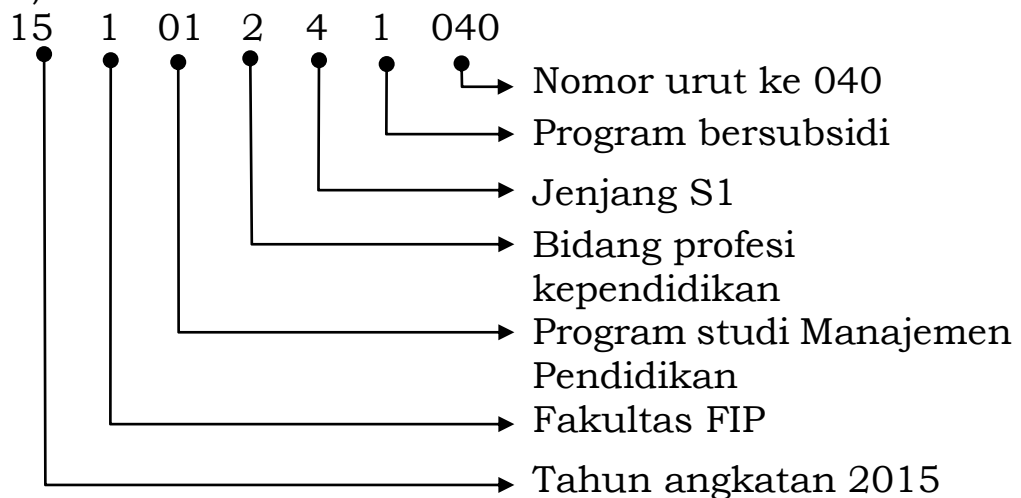 15 1 01 2 4 1 040
Nomor urut ke 040
Program bersubsidi
Jenjang S1
Bidang profesi
kependidikan
Program studi Manajemen
Pendidikan
Fakultas FIP
Tahun angkatan 2015